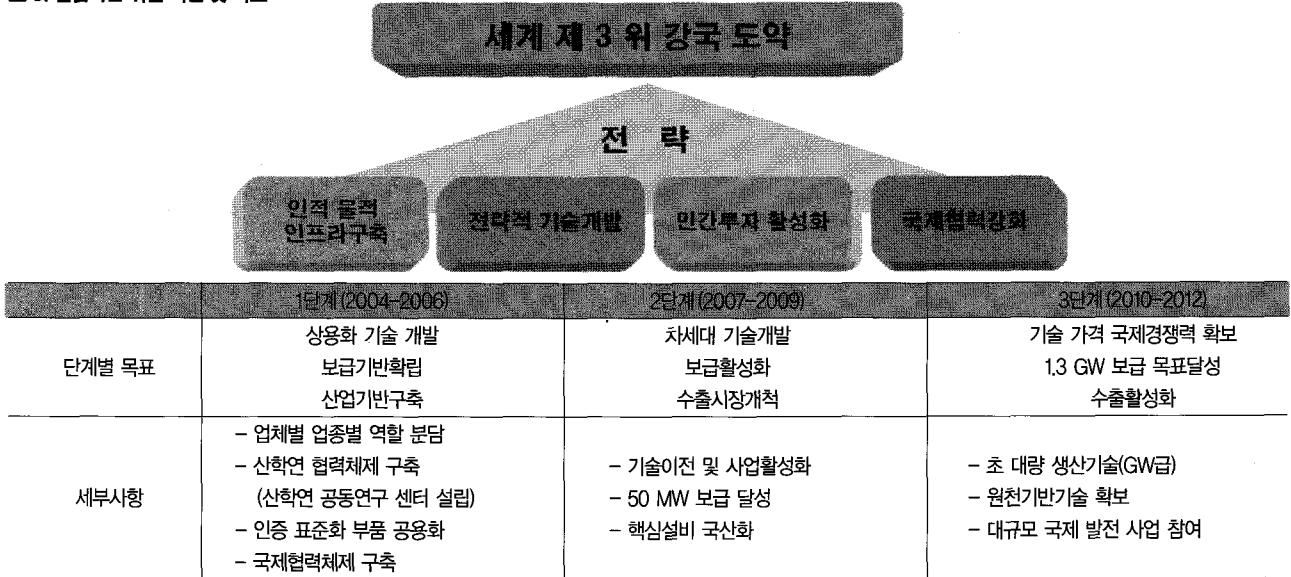 세계 제 3 위 강국 도약
전 략
인적 물적
인프라구축
전략적 기술개발
민간투자 활성화
국제협력강화
1단계(2004-2006)
2단계(2007-2009)
3단계(2010-2012)
단계별 목표
상용화 기술 개발
보급기반확립
산업기반구축
차세대 기술개발
보급활성화
수출시장개척
기술 가격 국제경쟁력 확보
1.3 GW 보급 목표달성
수출활성화
세부사항
- 업체별 업종별 역할 분담
- 산학연 협력체제 구축
(산학연 공동연구 센터 설립)
- 인증 표준화 부품 공용화
- 국제협력체제 구축
- 기술이전 및 사업활성화
- 50 MW 보급 달성
- 핵심설비 국산화
- 초 대량 생산기술(GW급)
- 원천기반기술 확보
- 대규모 국제 발전 사업 참여